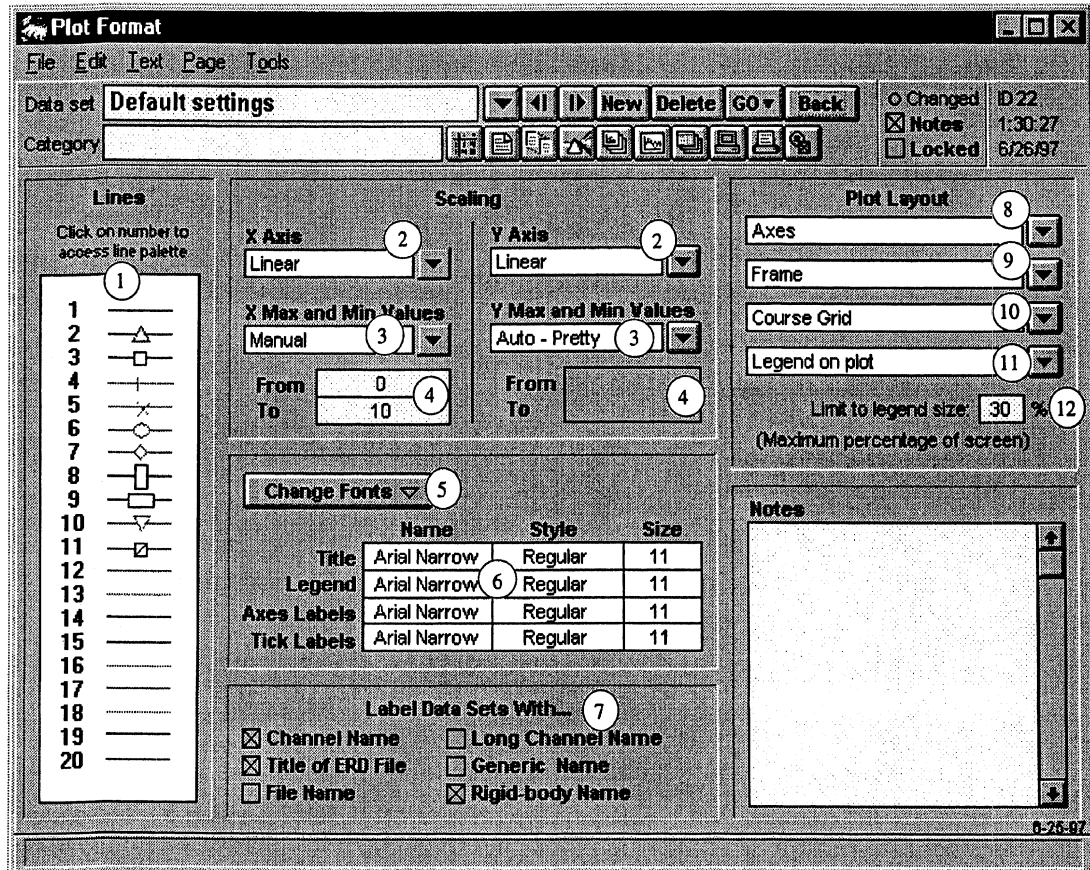 Plot Format
File Edit Text Page Tools
Data set Default settings New Delete GO Back
Category
Changed ID 22
Notes 1:30:27
Locked 6/26/97
Lines
Click on number to
access line palette
1
1
2
3
4
5
6
7
8
9
10
11
12
13
14
15
16
17
18
19
20
Scaling
X Axis 2
Linear
X Max and Min Values
Manual 3
From 0
To 10
4
Y Axis 2
Linear
Y Max and Min Values
Auto - Pretty 3
From
To
4
Change Fonts 5
Name Style Size
Title Arial Narrow Regular 11
Legend Arial Narrow 6 Regular 11
Axes Labels Arial Narrow Regular 11
Tick Labels Arial Narrow Regular 11
Label Data Sets With... 7
Channel Name Long Channel Name
Title of ERD File Generic Name
File Name Rigid-body Name
Plot Layout
Axes 8
Frame 9
Course Grid 10
Legend on plot 11
Limit to legend size: 30 % 12
(Maximum percentage of screen)
Notes
6-25-97